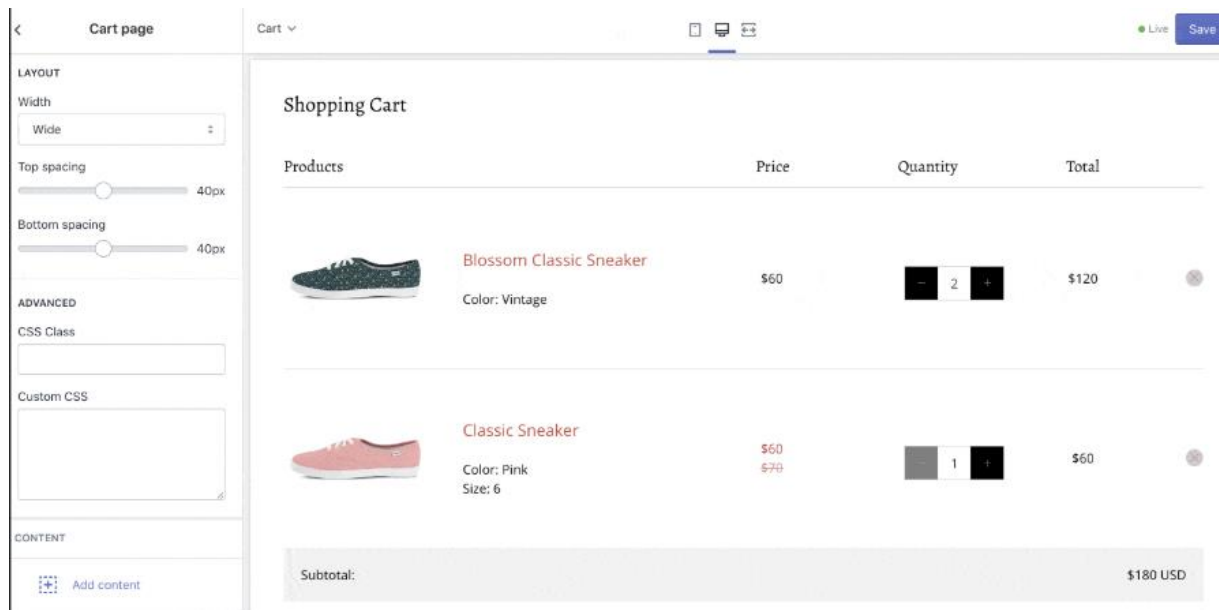 Cart page
Cart
Live
Save
LAYOUT
Width
Wide
Top spacing
40px
Bottom spacing
40px
ADVANCED
CSS Class
Custom CSS
CONTENT
Add content
Shopping Cart
Products Price Quantity Total
Blossom Classic Sneaker
Color: Vintage
$60
- 2 +
$120
Classic Sneaker
Color: Pink
Size: 6
$60
$70
- 1 +
$60
Subtotal: $180 USD